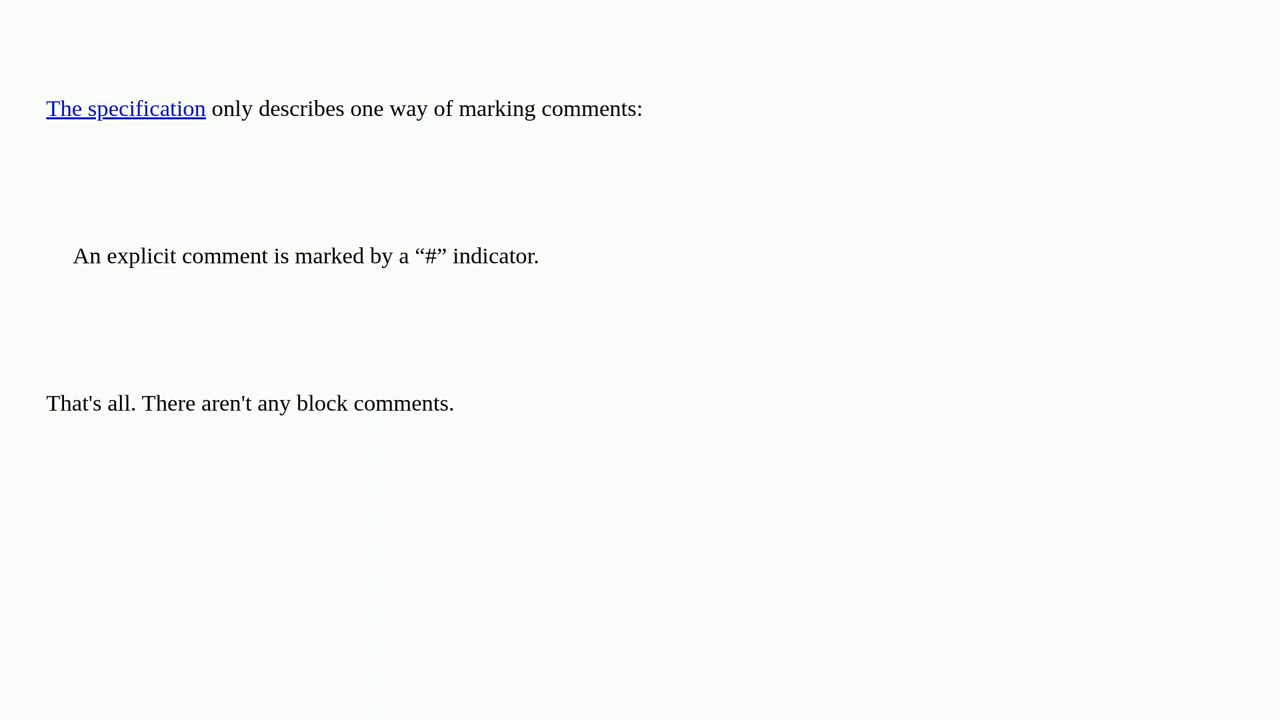 The specification only describes one way of marking comments:
An explicit comment is marked by a “#” indicator.
That's all. There aren't any block comments.